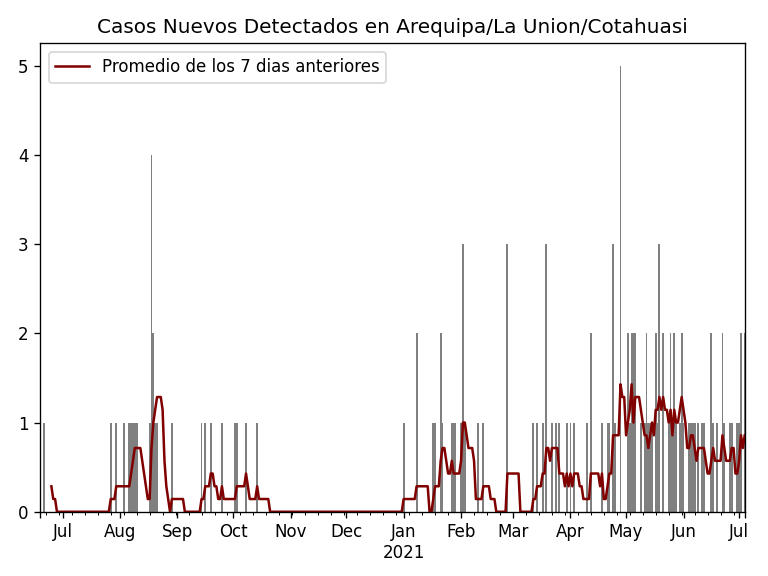 Casos Nuevos Detectados en Arequipa/La Union/Cotahuasi
Promedio de los 7 dias anteriores
5
4
3
2
1
0
Jul Aug Sep Oct Nov Dec Jan Feb Mar Apr May Jun Jul
2021